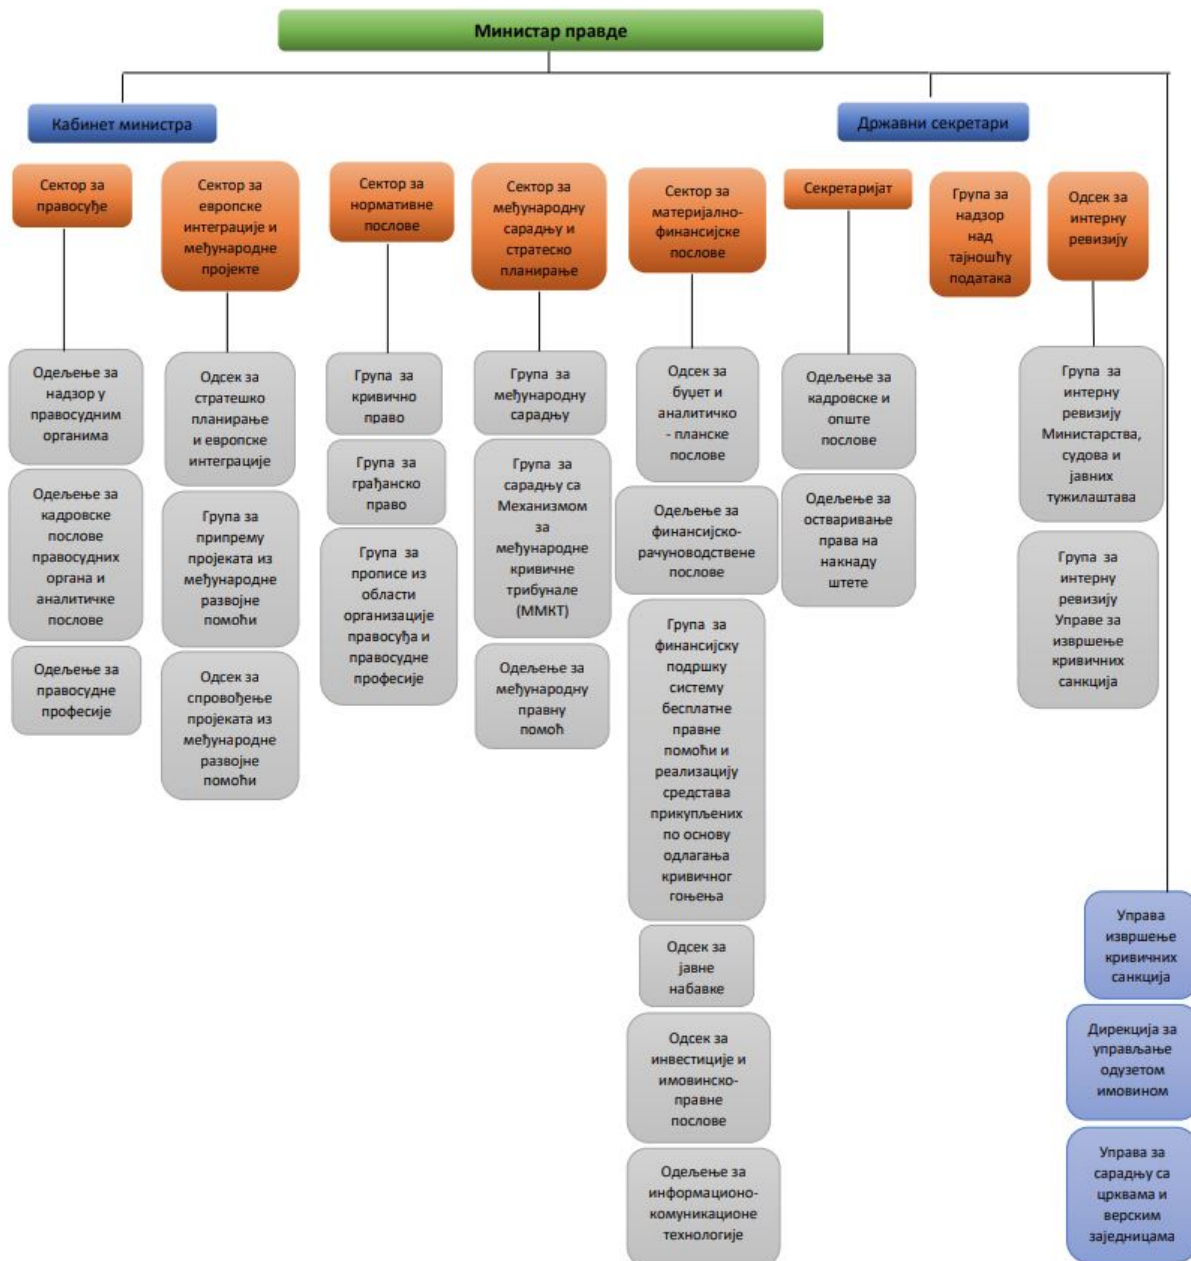 Министар правде
Кабинет министра
Државни секретари
Сектор за
правосуђе
Сектор за
европске
интеграције и
међународне
пројекте
Сектор за
нормативне
послове
Сектор за
међународну
сарадњу и
стратеско
планирање
Сектор за
материјално-
финансијске
послове
Секретаријат
Група за
надзор
над
тајношћу
података
Одсек за
интерну
ревизију
Одељење за
надзор у
правосудним
органима
Одељење за
кадровске
послове
правосудних
органа и
аналитичке
послове
Одељење за
правосудне
професије
Одсек за
стратешко
планирање
и европске
интеграције
Група за
припрему
пројеката из
међународне
развојне
помоћи
Одсек за
спровођење
пројеката из
међународне
развојне
помоћи
Група за
кривично
право
Група за
грађанско
право
Група за
прописе из
области
организације
правосуђа и
правосудне
професије
Група за
међународну
сарадњу
Група за
сарадњу са
Механизмом
за
међународне
кривичне
трибунале
(ММКТ)
Одељење за
међународну
правну
помоћ
Одсек за
буџет и
аналитичко
- планске
послове
Одељење за
финансијско-
рачуноводствене
послове
Група за
финансијску
подршку
систему
бесплатне
правне
помоћи и
реализацију
средстава
прикупљених
по основу
одлагања
кривичног
гоњења
Одсек за
јавне
набавке
Одсек за
инвестиције и
имовинско-
правне
послове
Одељење за
информационо-
комуникационе
технологије
Одељење за
кадровске и
опште
послове
Одељење за
остваривање
права на
накнаду
штете
Група за
интерну
ревизију
Министарства,
судова и
јавних
тужилаштава
Група за
интерну
ревизију
Управе за
извршење
кривичних
санкција
Управа
извршење
кривичних
санкција
Дирекција за
управљање
одузетом
имовином
Управа за
сарадњу са
црквама и
верским
заједницама